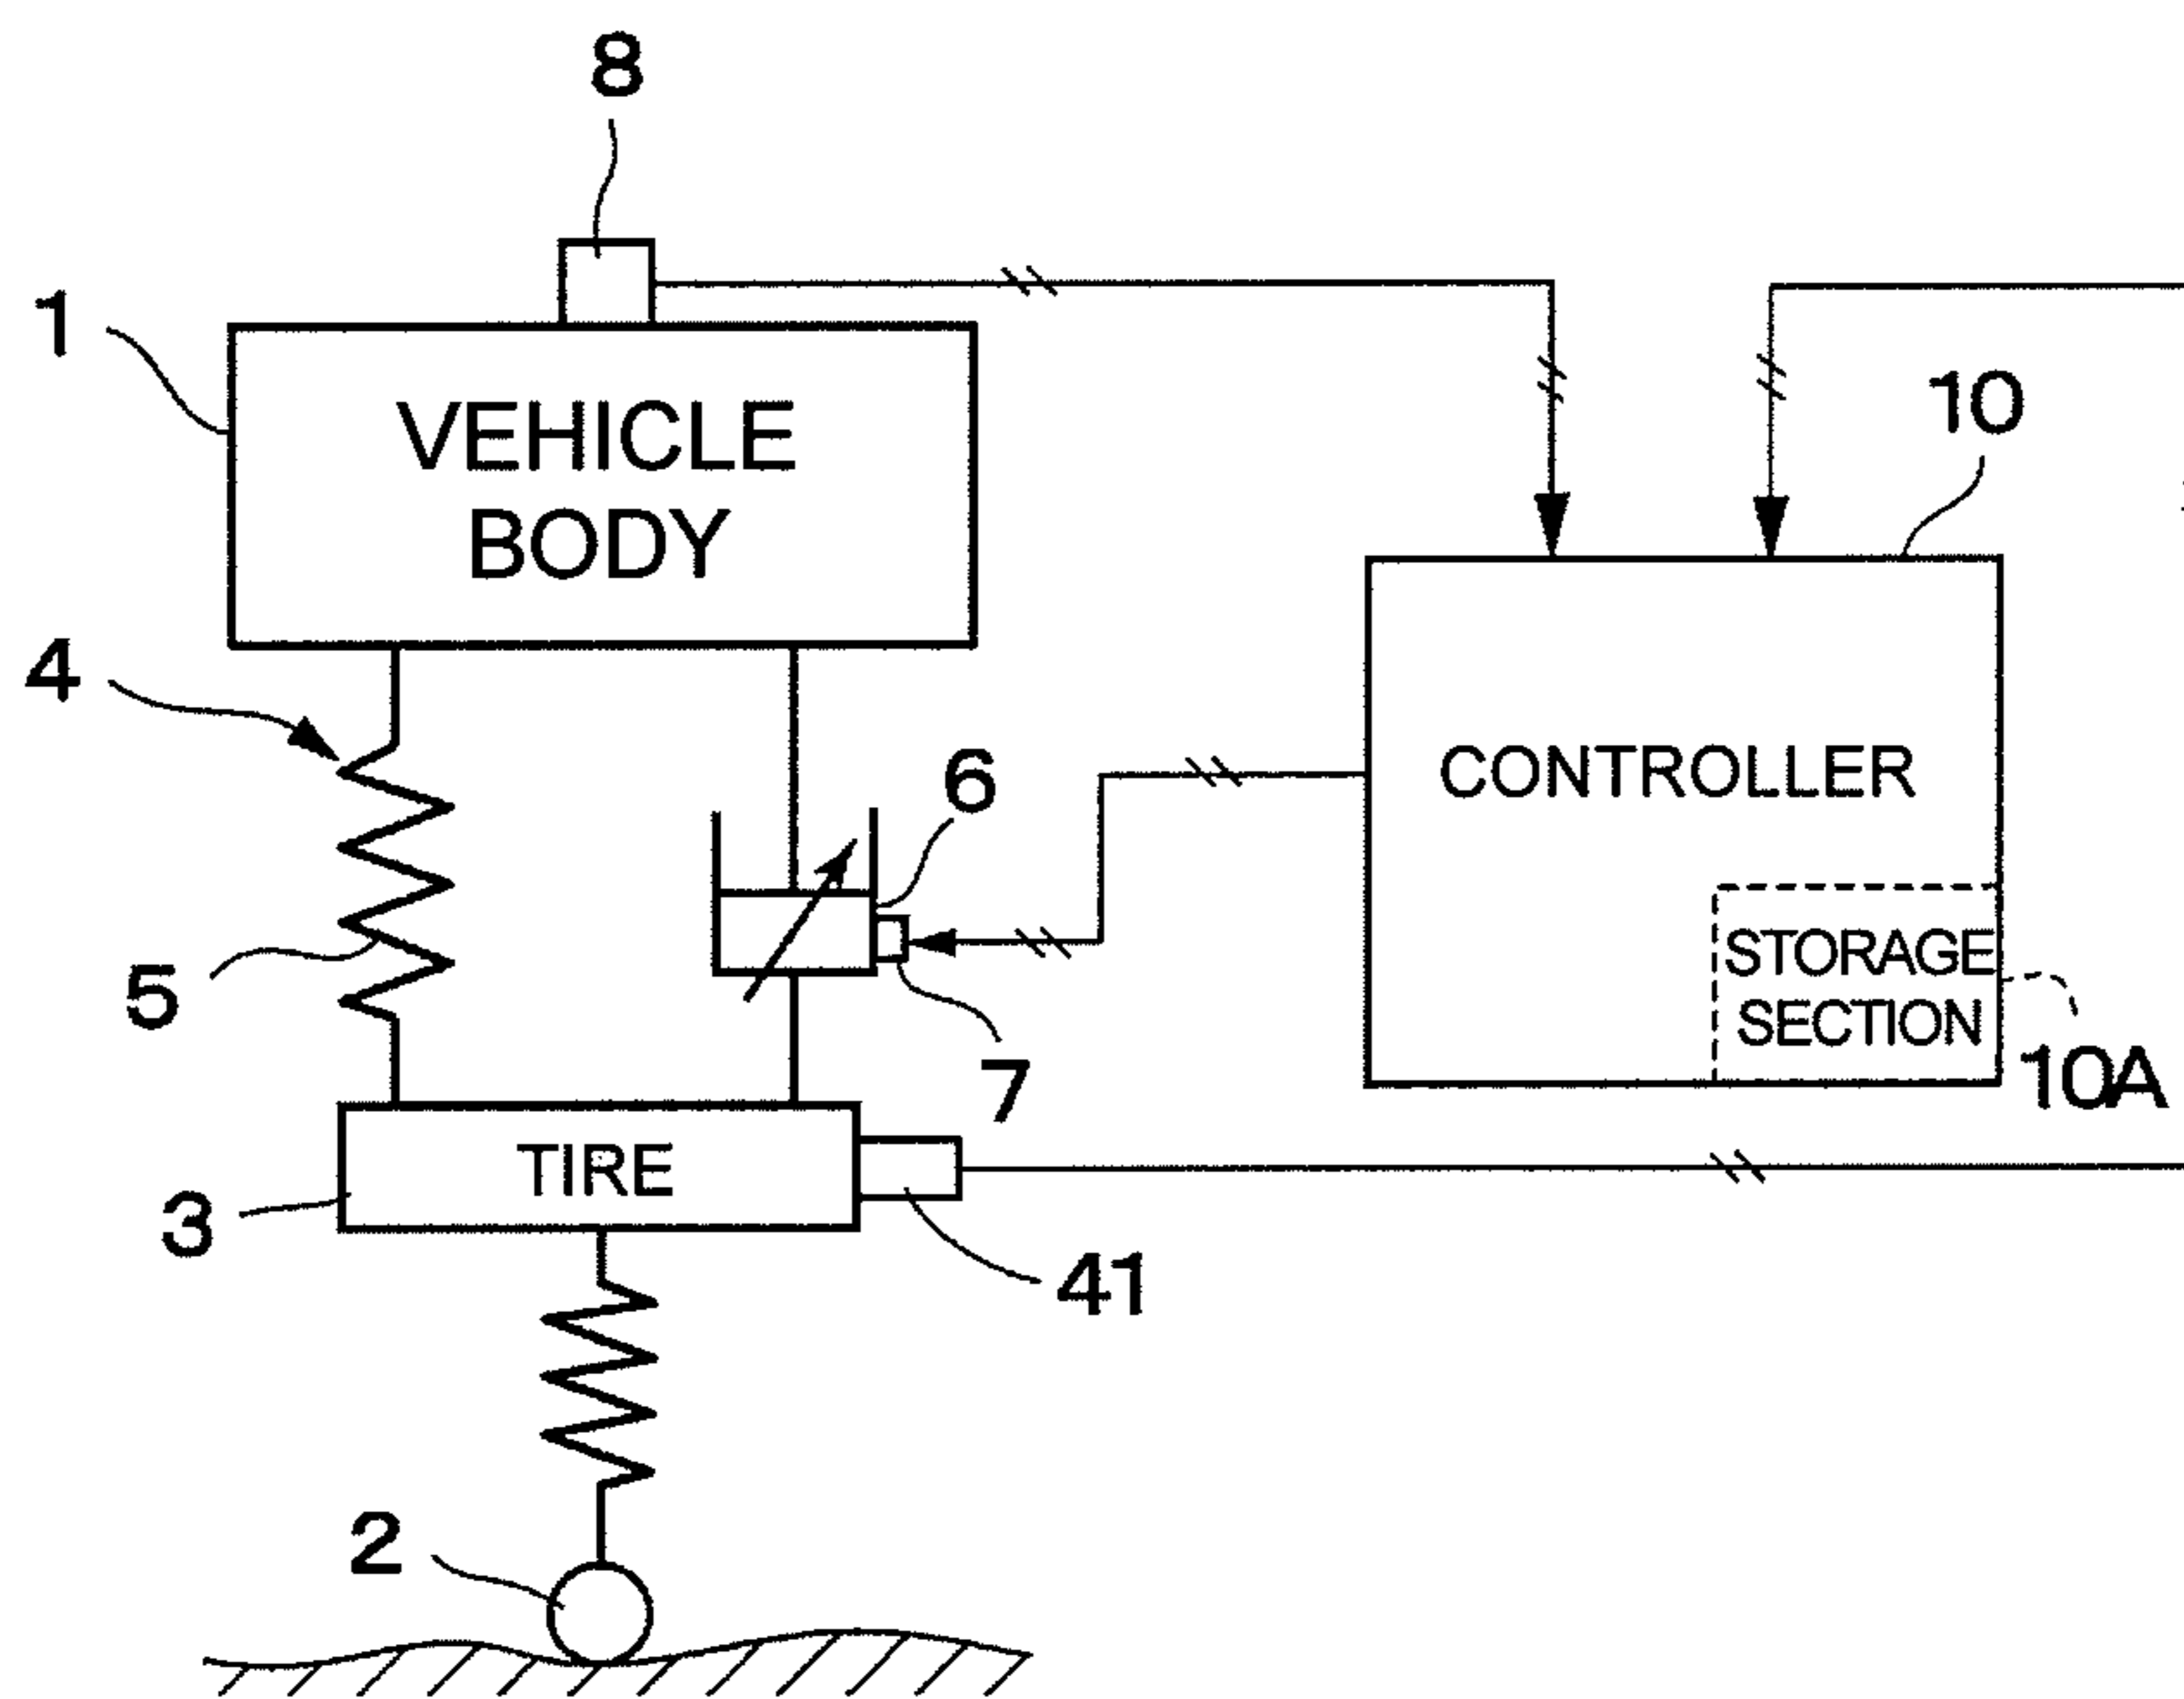 8
1
VEHICLE
BODY
10
4
6
CONTROLLER
5
STORAGE
SECTION
7
10A
TIRE
3
41
2